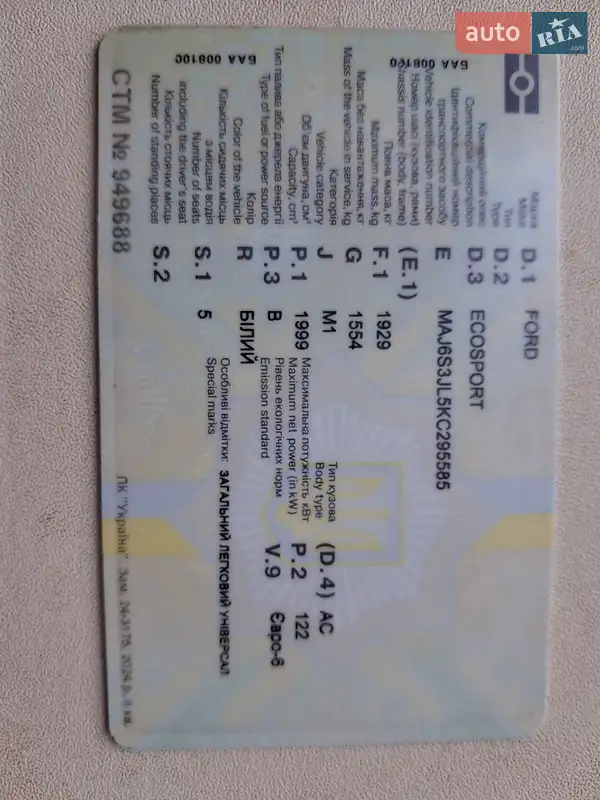 auto RIA.com
БАА 008100
БАА 008100
Марка
Make
D.1 FORD
Тип
Type
D.2
Комерційний опис
Commercial description
D.3 ECOSPORT
Ідентифікаційний номер
транспортного засобу
Vehicle identification number
E MAJ6S3JL5KC295585
Номер шасі (кузова, рами)
Chassis number (body, frame)
(E.1)
Повна маса, кг
Maximum mass, kg
F.1 1929
Маса без навантаження, кг
Mass of the vehicle in service, kg
G 1554
Категорія
Vehicle category
J M1
Тип кузова
Body type
(D.4) AC
Об'єм двигуна, см³
Capacity, cm³
P.1 1999
Максимальна потужність кВт
Maximum net power (in kW)
P.2 122
Тип палива або джерела енергії
Type of fuel or power source
P.3 B
Рівень екологічних норм
Emission standard
V.9 Євро-6
Колір
Color of the vehicle
R БІЛИЙ
Кількість сидячих місць
з місцем водія
Number of seats
including the driver's seat
S.1 5
Особливі відмітки: ЗАГАЛЬНИЙ ЛЕГКОВИЙ УНІВЕРСАЛ
Special marks
Кількість стоячих місць
Number of standing places
S.2
СТМ № 949688
ПК "Україна". Зам. 2024 р.